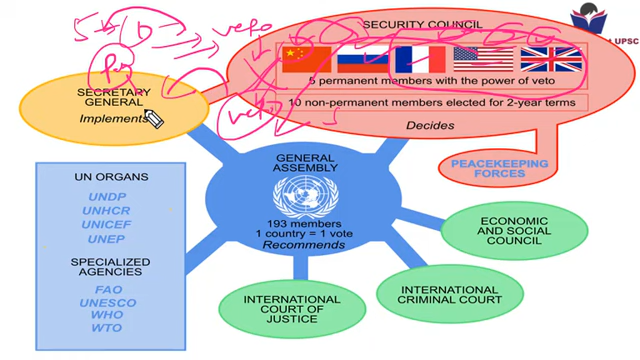 5
veto
SECURITY COUNCIL
UPSC
5 permanent members with the power of veto
10 non-permanent members elected for 2-year terms
Decides
veto
SECRETARY
GENERAL
Implements
PEACEKEEPING
FORCES
GENERAL
ASSEMBLY
193 members
1 country = 1 vote
Recommends
UN ORGANS
UNDP
UNHCR
UNICEF
UNEP
SPECIALIZED
AGENCIES
FAO
UNESCO
WHO
WTO
ECONOMIC
AND SOCIAL
COUNCIL
INTERNATIONAL
CRIMINAL COURT
INTERNATIONAL
COURT OF
JUSTICE